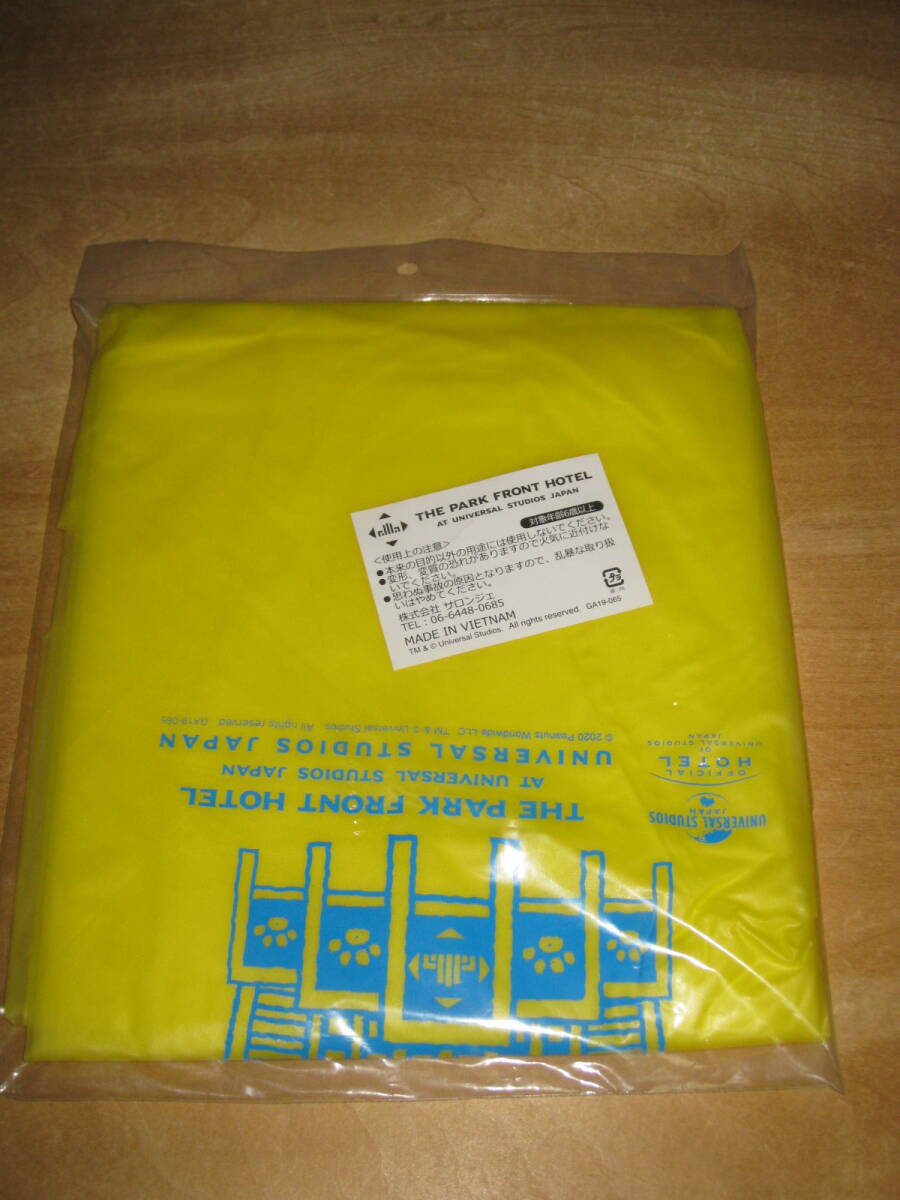 THE PARK FRONT HOTEL
AT UNIVERSAL STUDIOS JAPAN
対象年齢6歳以上
<使用上の注意>
●本来の目的以外の用途には使用しないでください。
●変形、変質の恐れがありますので火気に近付けな
いでください。
●思わぬ事故の原因となりますので、乱暴な取り扱
いはやめてください。
株式会社 サロンジェ
TEL：06-6448-0685
MADE IN VIETNAM
TM & © Universal Studios. All rights reserved. GA19-065
プラ
THE PARK FRONT HOTEL
AT UNIVERSAL STUDIOS JAPAN
UNIVERSAL STUDIOS JAPAN
© 2020 Peanuts Worldwide LLC TM & © Universal Studios. All rights reserved. GA19-065
UNIVERSAL STUDIOS
JAPAN
OFFICIAL
HOTEL
OF
UNIVERSAL STUDIOS
JAPAN